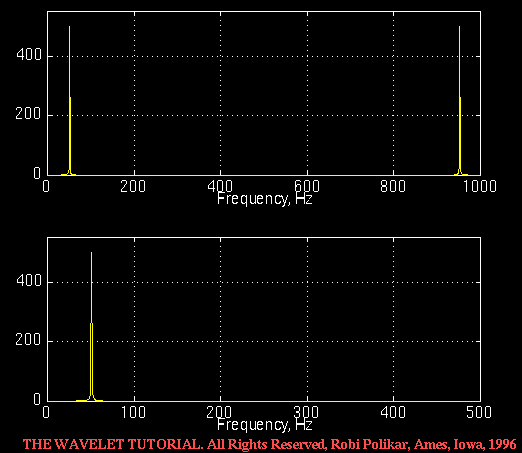 400
200
0
0 200 400 600 800 1000
Frequency, Hz
400
200
0
0 100 200 300 400 500
Frequency, Hz
THE WAVELET TUTORIAL. All Rights Reserved, Robi Polikar, Ames, Iowa, 1996